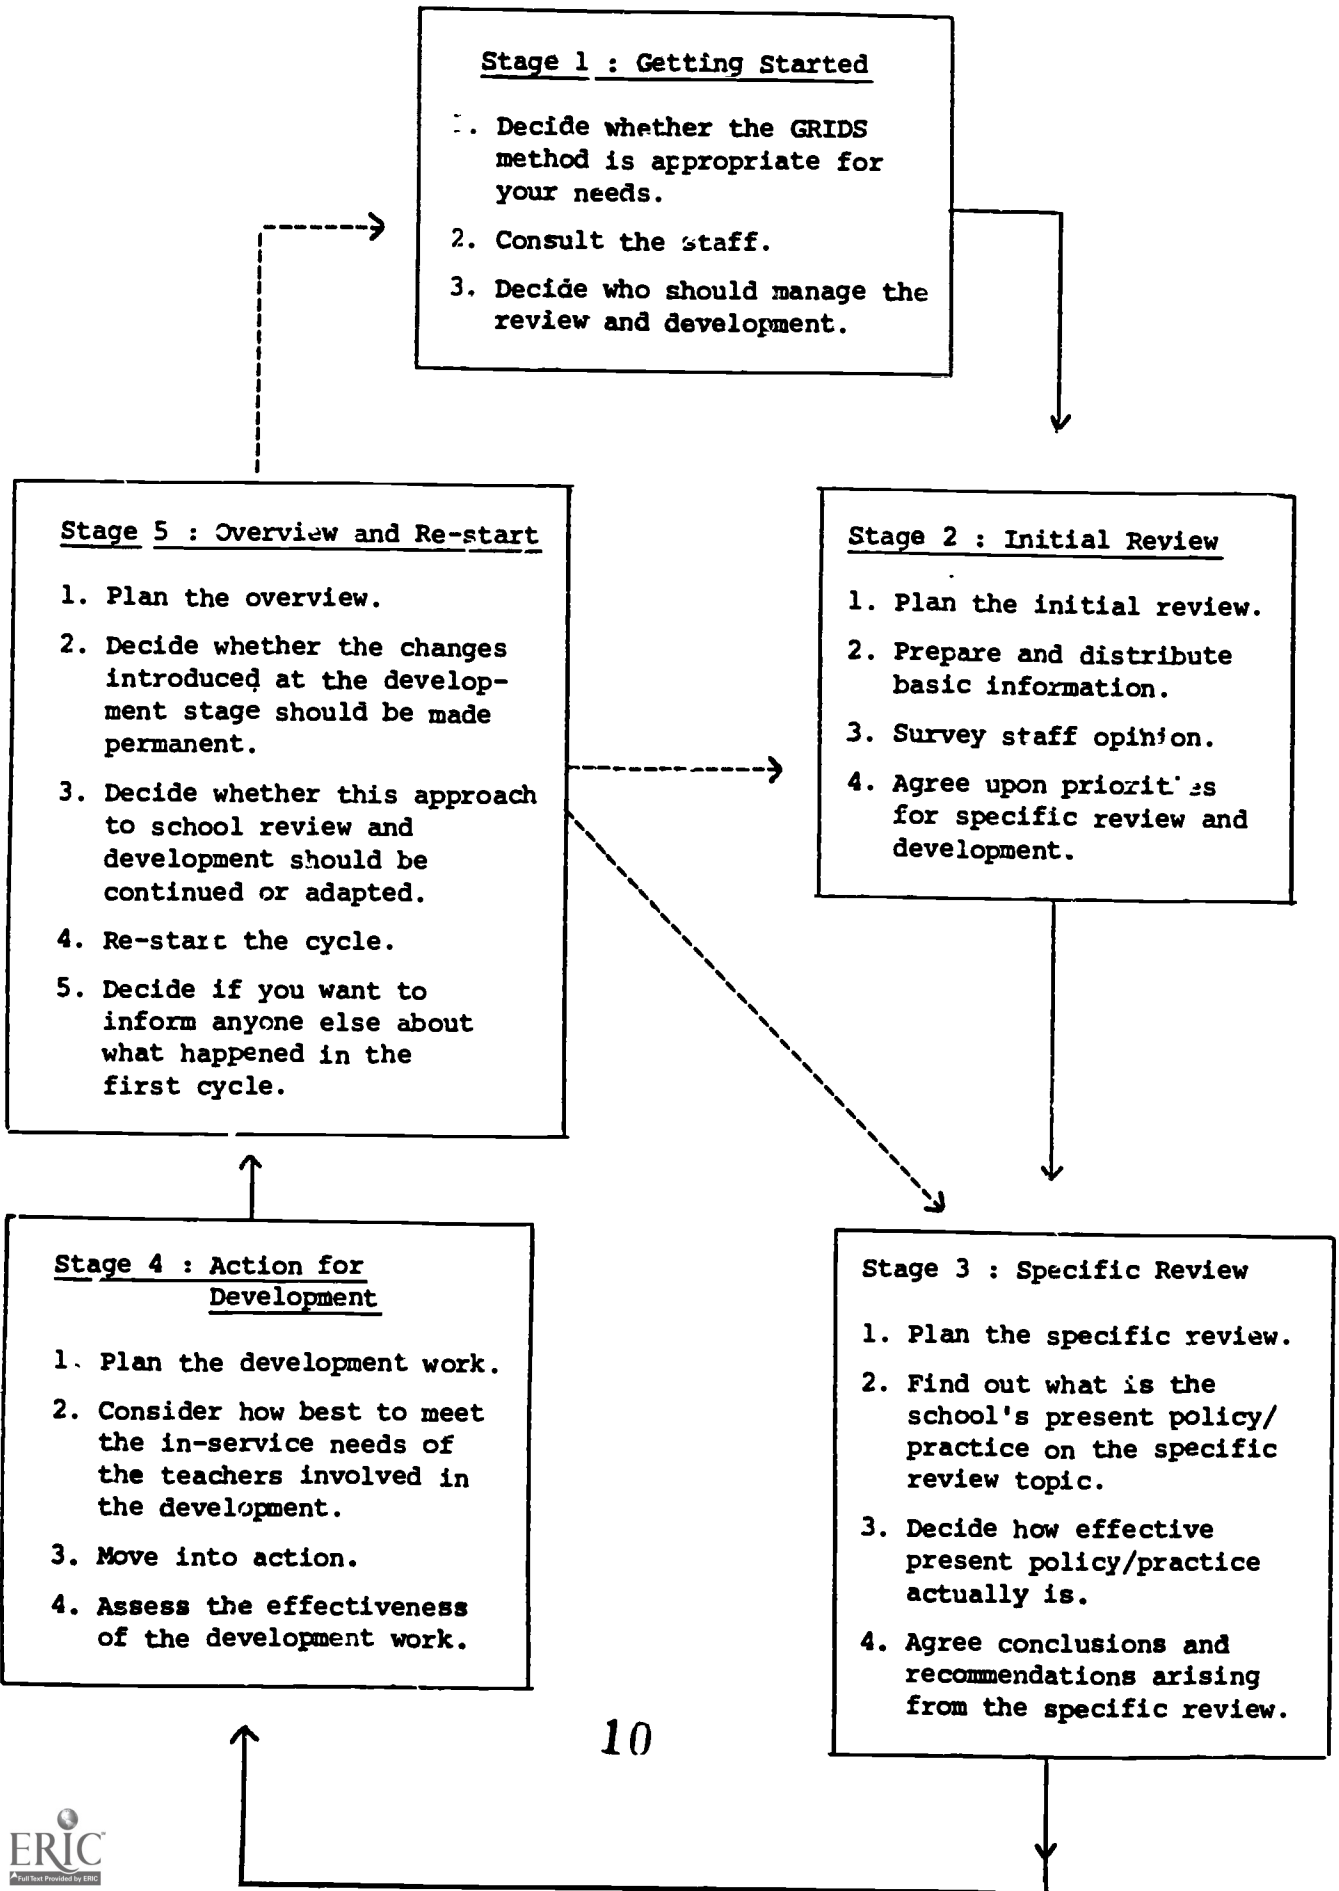 Stage 1 : Getting Started
1. Decide whether the GRIDS
method is appropriate for
your needs.
2. Consult the staff.
3. Decide who should manage the
review and development.
Stage 5 : Overview and Re-start
1. Plan the overview.
2. Decide whether the changes
introduced at the develop-
ment stage should be made
permanent.
3. Decide whether this approach
to school review and
development should be
continued or adapted.
4. Re-start the cycle.
5. Decide if you want to
inform anyone else about
what happened in the
first cycle.
Stage 2 : Initial Review
1. Plan the initial review.
2. Prepare and distribute
basic information.
3. Survey staff opinion.
4. Agree upon priorities
for specific review and
development.
Stage 4 : Action for
Development
1. Plan the development work.
2. Consider how best to meet
the in-service needs of
the teachers involved in
the development.
3. Move into action.
4. Assess the effectiveness
of the development work.
Stage 3 : Specific Review
1. Plan the specific review.
2. Find out what is the
school's present policy/
practice on the specific
review topic.
3. Decide how effective
present policy/practice
actually is.
4. Agree conclusions and
recommendations arising
from the specific review.
10
ERIC
Full Text Provided by ERIC